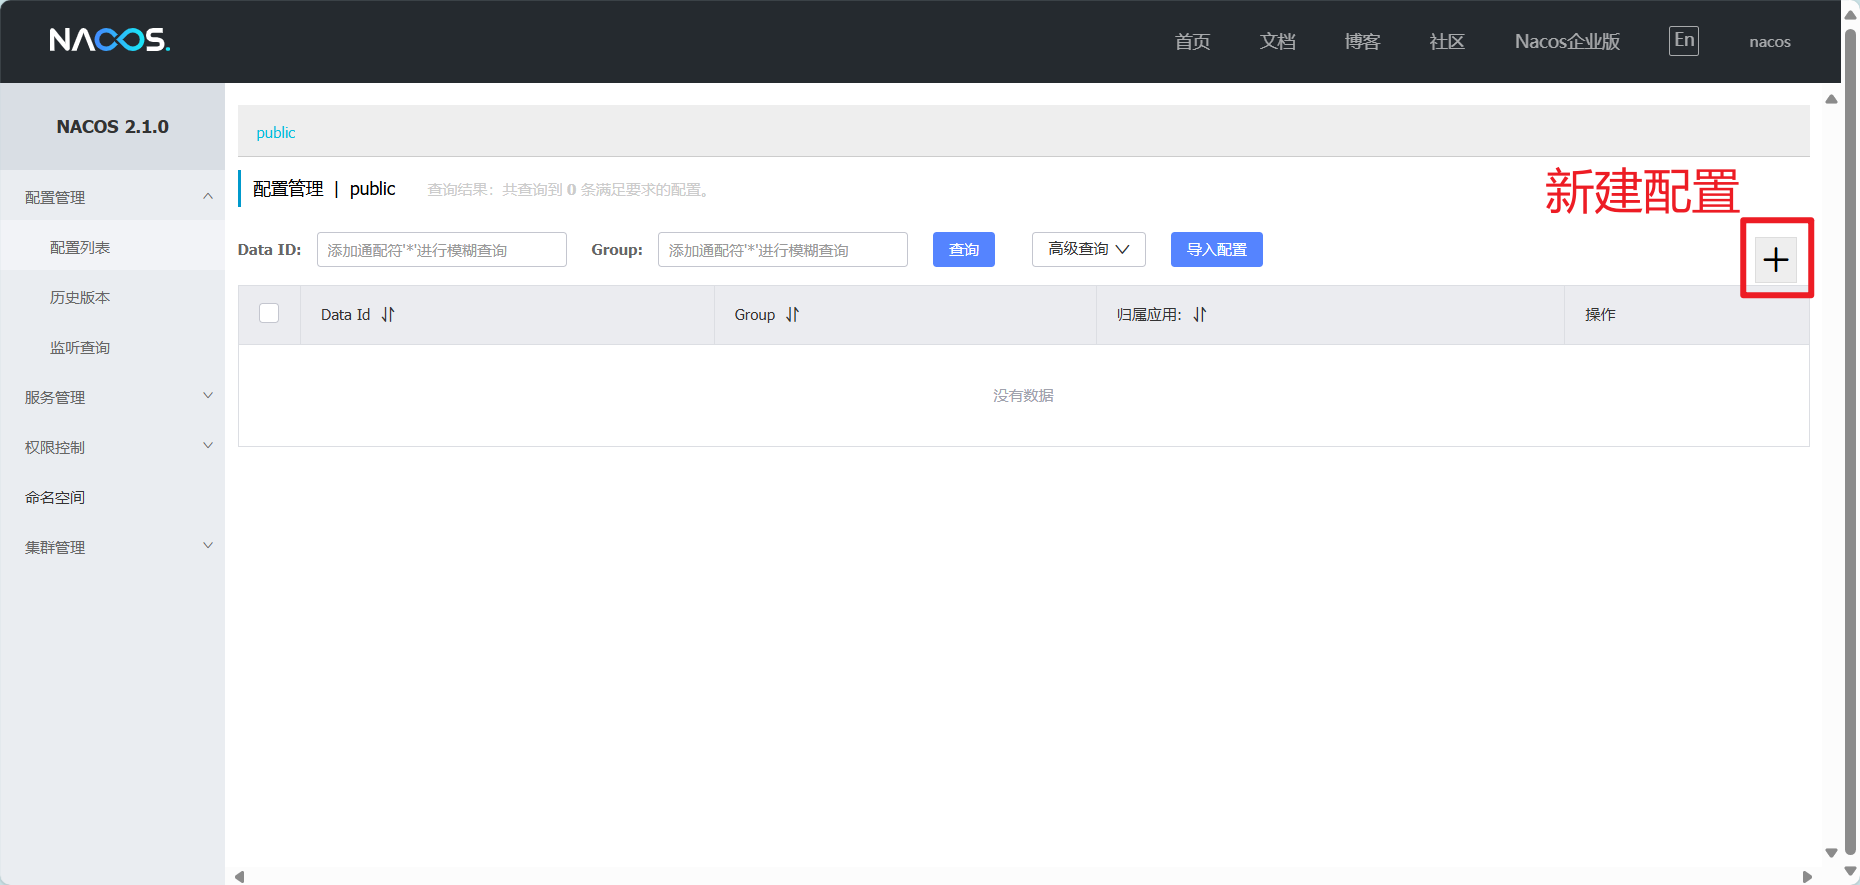 NACOS.
首页 文档 博客 社区 Nacos企业版 En nacos
NACOS 2.1.0
配置管理
配置列表
历史版本
监听查询
服务管理
权限控制
命名空间
集群管理
public
配置管理 | public 查询结果：共查询到 0 条满足要求的配置。
新建配置
Data ID: 添加通配符'*'进行模糊查询 Group: 添加通配符'*'进行模糊查询 查询 高级查询 导入配置
Data Id Group 归属应用: 操作
没有数据